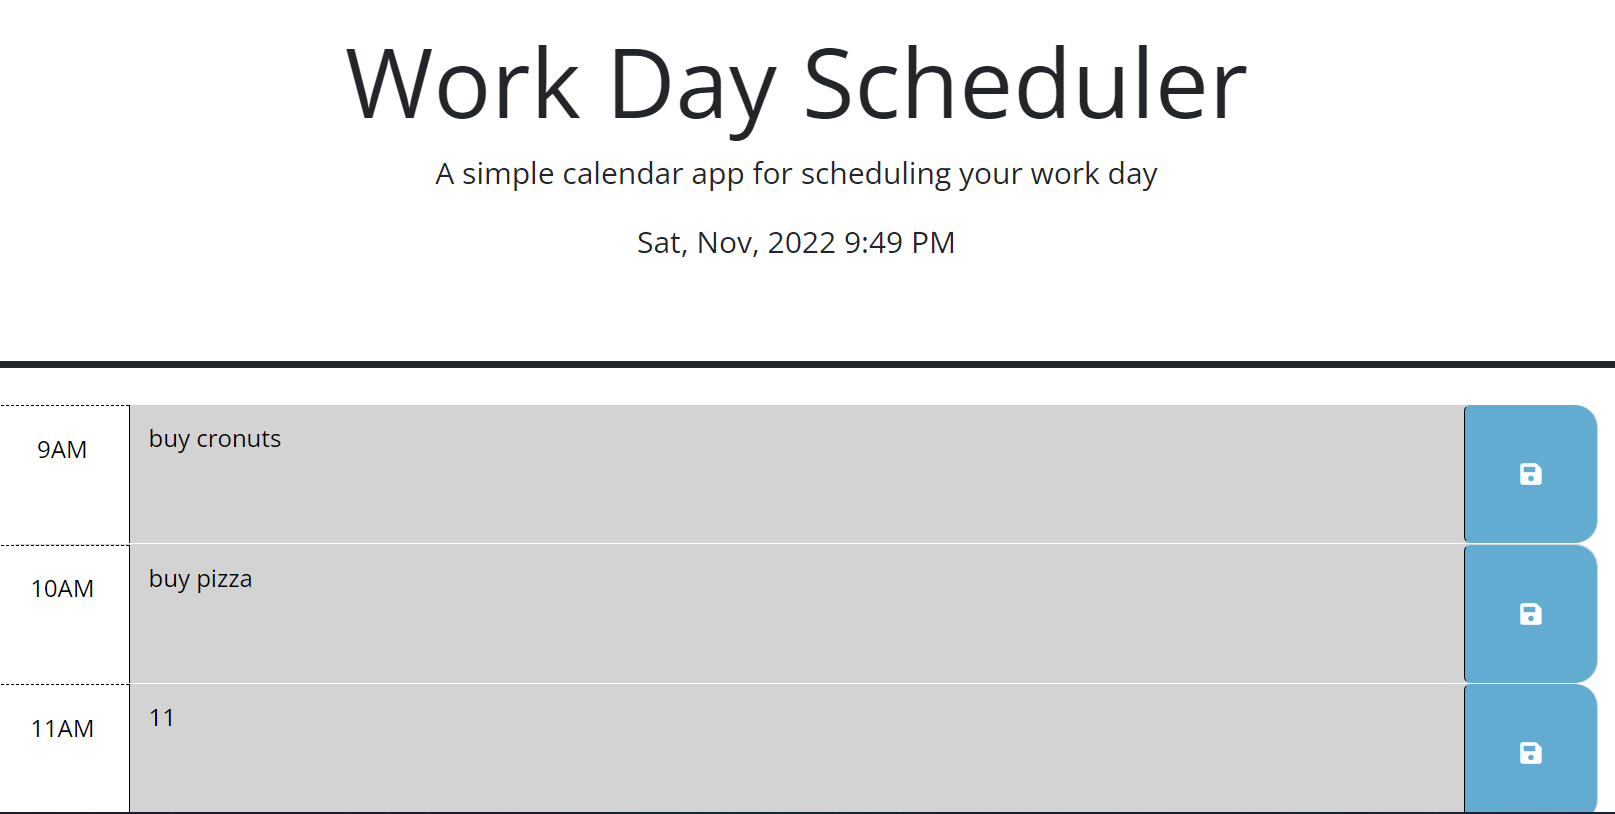 Work Day Scheduler
A simple calendar app for scheduling your work day
Sat, Nov, 2022 9:49 PM
9AM
buy cronuts
10AM
buy pizza
11AM
11